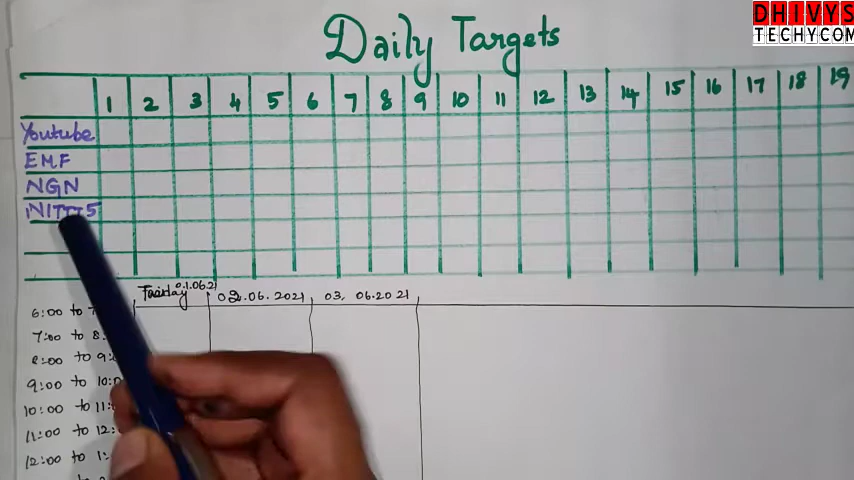 DHIVYS
TECHYCOM
Daily Targets
1 2 3 4 5 6 7 8 9 10 11 12 13 14 15 16 17 18 19
Youtube
EMF
NGN
01.06.21 02.06.2021 03.06.2021
6:00 to 7
7:00 to 8:
8:00 to 9:
9:00 to 10:0
10:00 to 11:
11:00 to 12:
12:00 to 1: